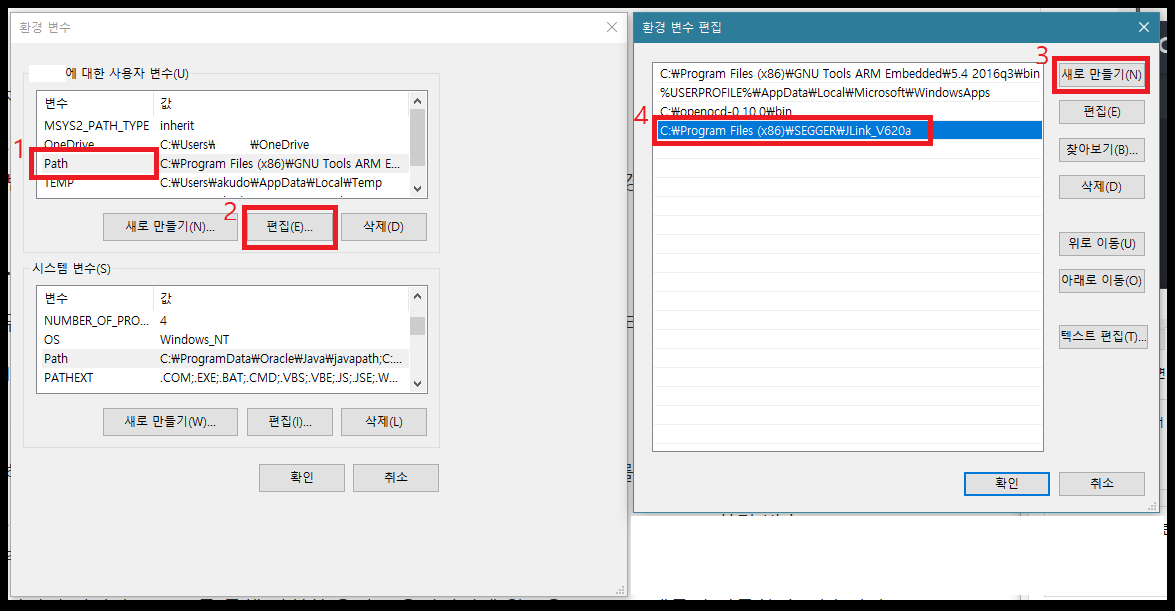 환경 변수
에 대한 사용자 변수(U)
변수 값
MSYS2_PATH_TYPE inherit
OneDrive C:₩Users₩ ₩OneDrive
1
Path C:₩Program Files (x86)₩GNU Tools ARM E...
TEMP C:₩Users₩akudo₩AppData₩Local₩Temp
2
새로 만들기(N)... 편집(E)... 삭제(D)
시스템 변수(S)
변수 값
NUMBER_OF_PRO... 4
OS Windows_NT
Path C:₩ProgramData₩Oracle₩Java₩javapath;C:...
PATHEXT .COM;.EXE;.BAT;.CMD;.VBS;.VBE;.JS;.JSE;.W...
새로 만들기(W)... 편집(I)... 삭제(L)
확인 취소
환경 변수 편집
3
C:₩Program Files (x86)₩GNU Tools ARM Embedded₩5.4 2016q3₩bin
%USERPROFILE%₩AppData₩Local₩Microsoft₩WindowsApps
C:₩openocd-0.10.0₩bin
4
C:₩Program Files (x86)₩SEGGER₩JLink_V620a
새로 만들기(N)
편집(E)
찾아보기(B)...
삭제(D)
위로 이동(U)
아래로 이동(O)
텍스트 편집(T)...
확인 취소